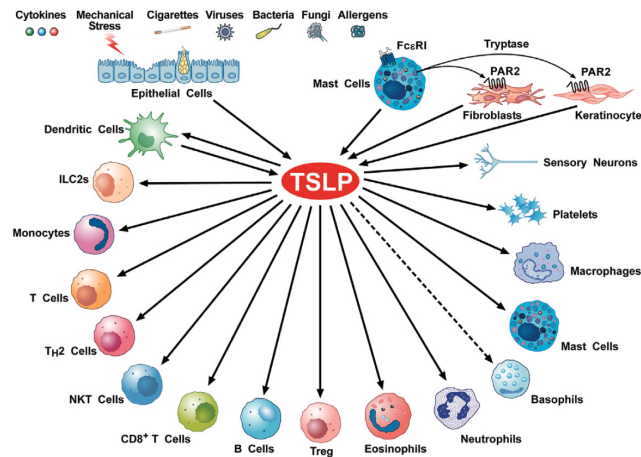 Cytokines
Mechanical
Stress
Cigarettes
Viruses
Bacteria
Fungi
Allergens
Epithelial Cells
FcεRI
Mast Cells
Tryptase
PAR2
PAR2
Fibroblasts
Keratinocyte
Dendritic Cells
TSLP
Sensory Neurons
ILC2s
Platelets
Monocytes
Macrophages
T Cells
Mast Cells
TH2 Cells
Basophils
NKT Cells
Neutrophils
CD8+ T Cells
B Cells
Treg
Eosinophils